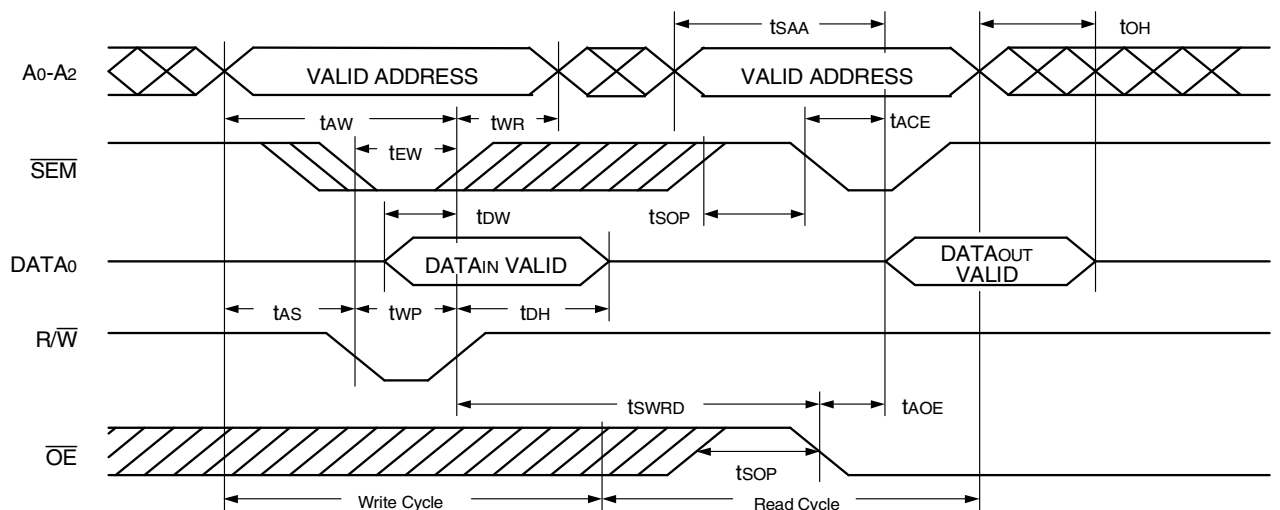 tSAA
tOH
A0-A2
VALID ADDRESS
VALID ADDRESS
tAW
tWR
tACE
tEW
SEM
tDW
tSOP
DATA0
DATAIN VALID
DATAOUT
VALID
tAS
tWP
tDH
R/W
tSWRD
tAOE
OE
tSOP
Write Cycle
Read Cycle